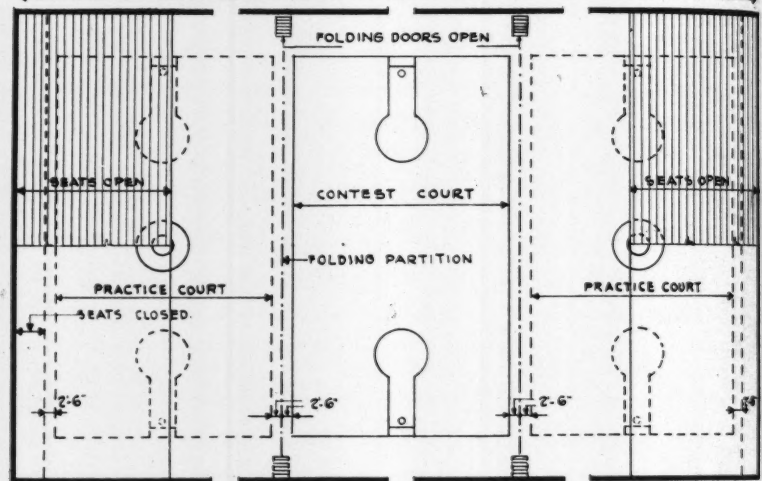 FOLDING DOORS OPEN
SEATS OPEN
CONTEST COURT
SEATS OPEN
FOLDING PARTITION
PRACTICE COURT
PRACTICE COURT
SEATS CLOSED.
2'-6"
2'-6"
2'-6"